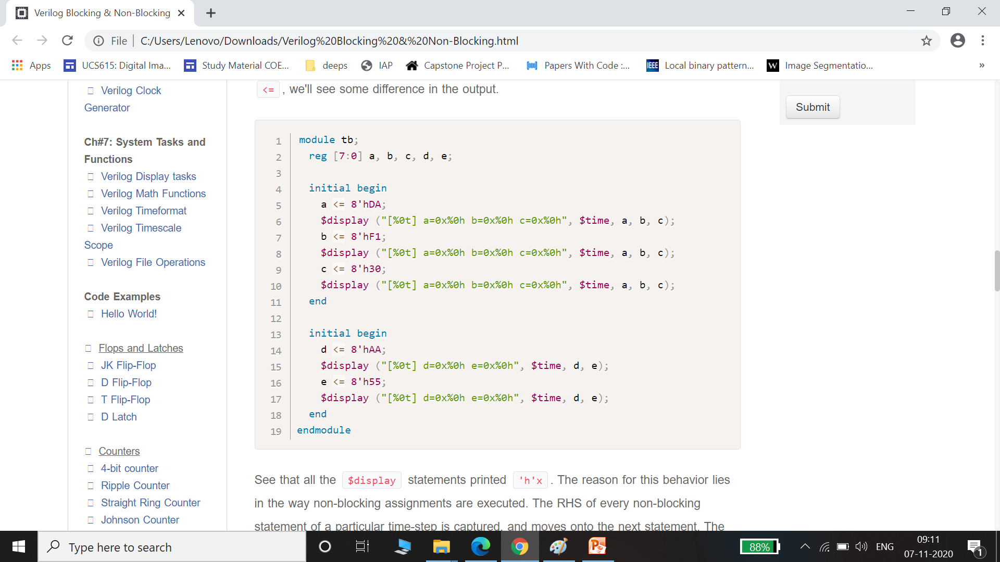 Verilog Blocking & Non-Blocking
File
C:/Users/Lenovo/Downloads/Verilog%20Blocking%20&%20Non-Blocking.html
Apps
UCS615: Digital Ima...
Study Material COE...
deeps
IAP
Capstone Project P...
Papers With Code :...
IEEE
Local binary pattern...
W
Image Segmentatio...
»
Verilog Clock
Generator
Ch#7: System Tasks and
Functions
Verilog Display tasks
Verilog Math Functions
Verilog Timeformat
Verilog Timescale
Scope
Verilog File Operations
Code Examples
Hello World!
Flops and Latches
JK Flip-Flop
D Flip-Flop
T Flip-Flop
D Latch
Counters
4-bit counter
Ripple Counter
Straight Ring Counter
Johnson Counter
<= , we'll see some difference in the output.
1 module tb;
2 reg [7:0] a, b, c, d, e;
3
4 initial begin
5 a <= 8'hDA;
6 $display ("[%0t] a=0x%0h b=0x%0h c=0x%0h", $time, a, b, c);
7 b <= 8'hF1;
8 $display ("[%0t] a=0x%0h b=0x%0h c=0x%0h", $time, a, b, c);
9 c <= 8'h30;
10 $display ("[%0t] a=0x%0h b=0x%0h c=0x%0h", $time, a, b, c);
11 end
12
13 initial begin
14 d <= 8'hAA;
15 $display ("[%0t] d=0x%0h e=0x%0h", $time, d, e);
16 e <= 8'h55;
17 $display ("[%0t] d=0x%0h e=0x%0h", $time, d, e);
18 end
19 endmodule
See that all the $display statements printed 'h'x . The reason for this behavior lies
in the way non-blocking assignments are executed. The RHS of every non-blocking
statement of a particular time-step is captured, and moves onto the next statement. The
Submit
Type here to search
88%
ENG
09:11
07-11-2020
1